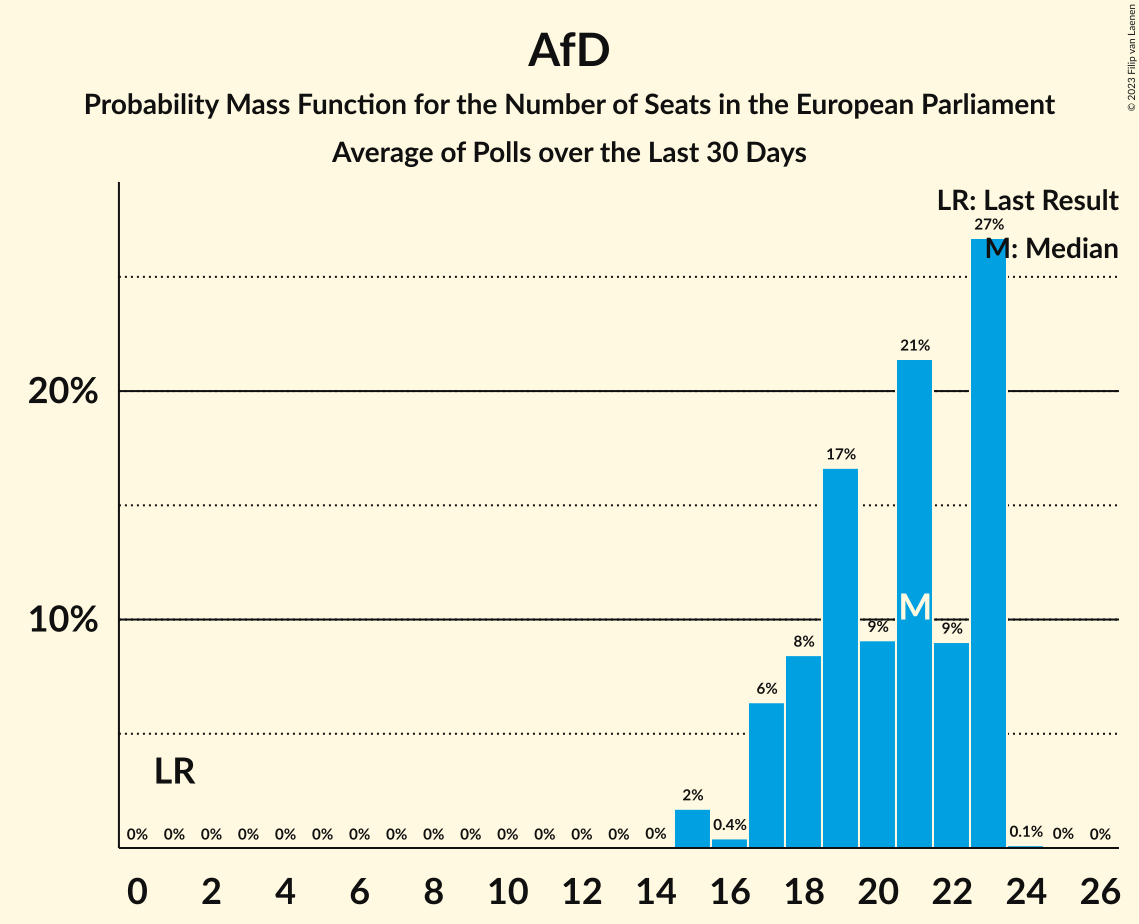 AfD
Probability Mass Function for the Number of Seats in the European Parliament
Average of Polls over the Last 30 Days
© 2023 Filip van Laenen
LR: Last Result
M: Median
27%
21%
20%
17%
10%
M
9%
9%
8%
6%
LR
2%
0.4%
0.1%
0% 0% 0% 0% 0% 0% 0% 0% 0% 0% 0% 0% 0% 0% 0% 0% 0%
0 2 4 6 8 10 12 14 16 18 20 22 24 26